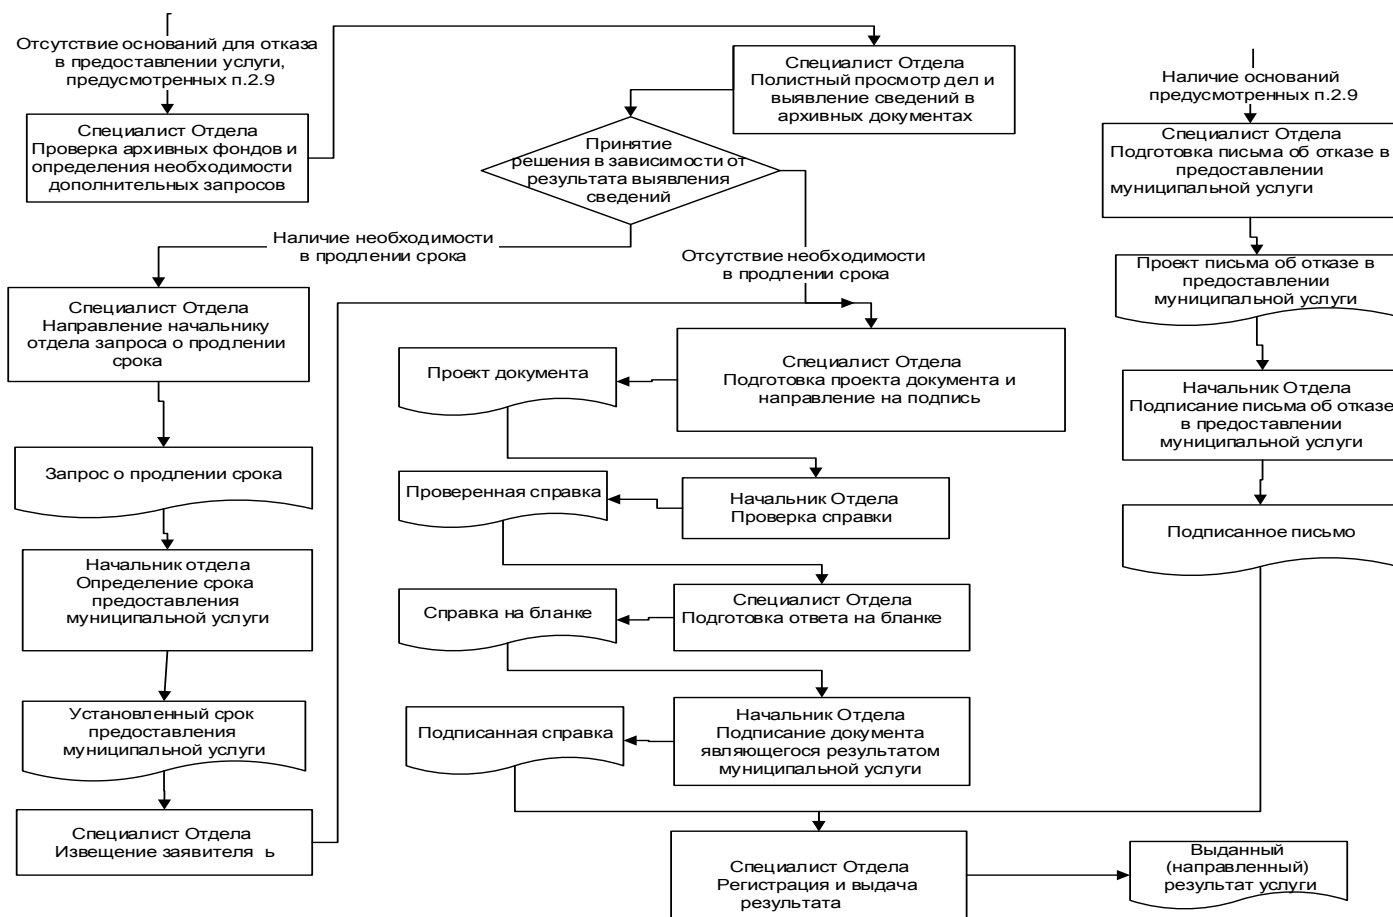 Отсутствие оснований для отказа
в предоставлении услуги,
предусмотренных п.2.9
Специалист Отдела
Проверка архивных фондов и
определения необходимости
дополнительных запросов
Специалист Отдела
Полистный просмотр дел и
выявление сведений в
архивных документах
Принятие
решения в зависимости от
результата выявления
сведений
Наличие необходимости
в продлении срока
Отсутствие необходимости
в продлении срока
Специалист Отдела
Направление начальнику
отдела запроса о продлении
срока
Запрос о продлении срока
Начальник отдела
Определение срока
предоставления
муниципальной услуги
Установленный срок
предоставления
муниципальной услуги
Специалист Отдела
Извещение заявителя ь
Специалист Отдела
Подготовка проекта документа и
направление на подпись
Проект документа
Начальник Отдела
Проверка справки
Проверенная справка
Специалист Отдела
Подготовка ответа на бланке
Справка на бланке
Начальник Отдела
Подписание документа
являющегося результатом
муниципальной услуги
Подписанная справка
Специалист Отдела
Регистрация и выдача
результата
Выданный
(направленный)
результат услуги
Наличие оснований
предусмотренных п.2.9
Специалист Отдела
Подготовка письма об отказе в
предоставлении
муниципальной услуги
Проект письма об отказе в
предоставлении
муниципальной услуги
Начальник Отдела
Подписание письма об отказе
в предоставлении
муниципальной услуги
Подписанное письмо